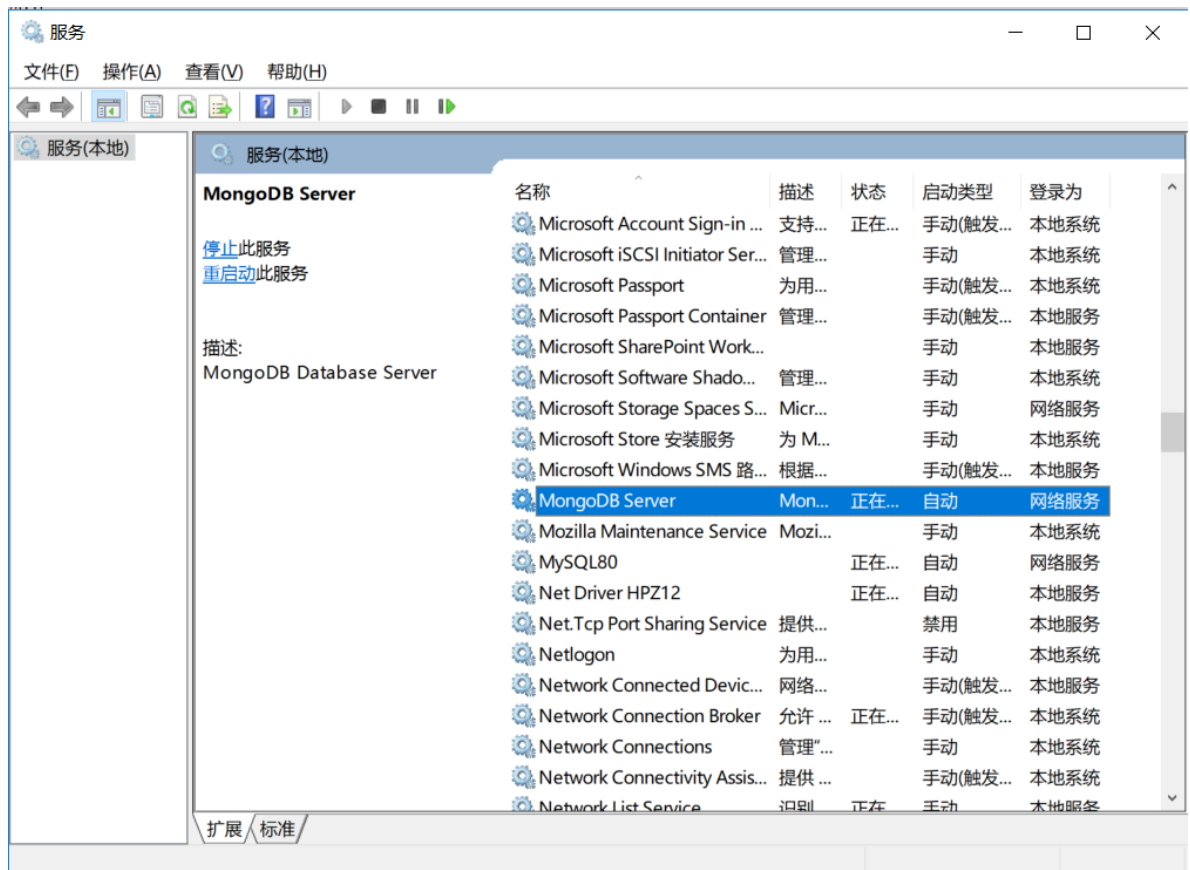 服务
文件(F) 操作(A) 查看(V) 帮助(H)
服务(本地)
服务(本地)
MongoDB Server
停止此服务
重启动此服务
描述:
MongoDB Database Server
名称 描述 状态 启动类型 登录为
Microsoft Account Sign-in ... 支持... 正在... 手动(触发... 本地系统
Microsoft iSCSI Initiator Ser... 管理... 手动 本地系统
Microsoft Passport 为用... 手动(触发... 本地系统
Microsoft Passport Container 管理... 手动(触发... 本地服务
Microsoft SharePoint Work... 手动 本地服务
Microsoft Software Shado... 管理... 手动 本地系统
Microsoft Storage Spaces S... Micr... 手动 网络服务
Microsoft Store 安装服务 为 M... 手动 本地系统
Microsoft Windows SMS 路... 根据... 手动(触发... 本地服务
MongoDB Server Mon... 正在... 自动 网络服务
Mozilla Maintenance Service Mozi... 手动 本地系统
MySQL80 正在... 自动 网络服务
Net Driver HPZ12 正在... 自动 本地服务
Net.Tcp Port Sharing Service 提供... 禁用 本地服务
Netlogon 为用... 手动 本地系统
Network Connected Devic... 网络... 手动(触发... 本地服务
Network Connection Broker 允许 ... 正在... 手动(触发... 本地系统
Network Connections 管理"... 手动 本地系统
Network Connectivity Assis... 提供 ... 手动(触发... 本地系统
Network List Service 识别 正在 手动 本地服务
扩展 标准